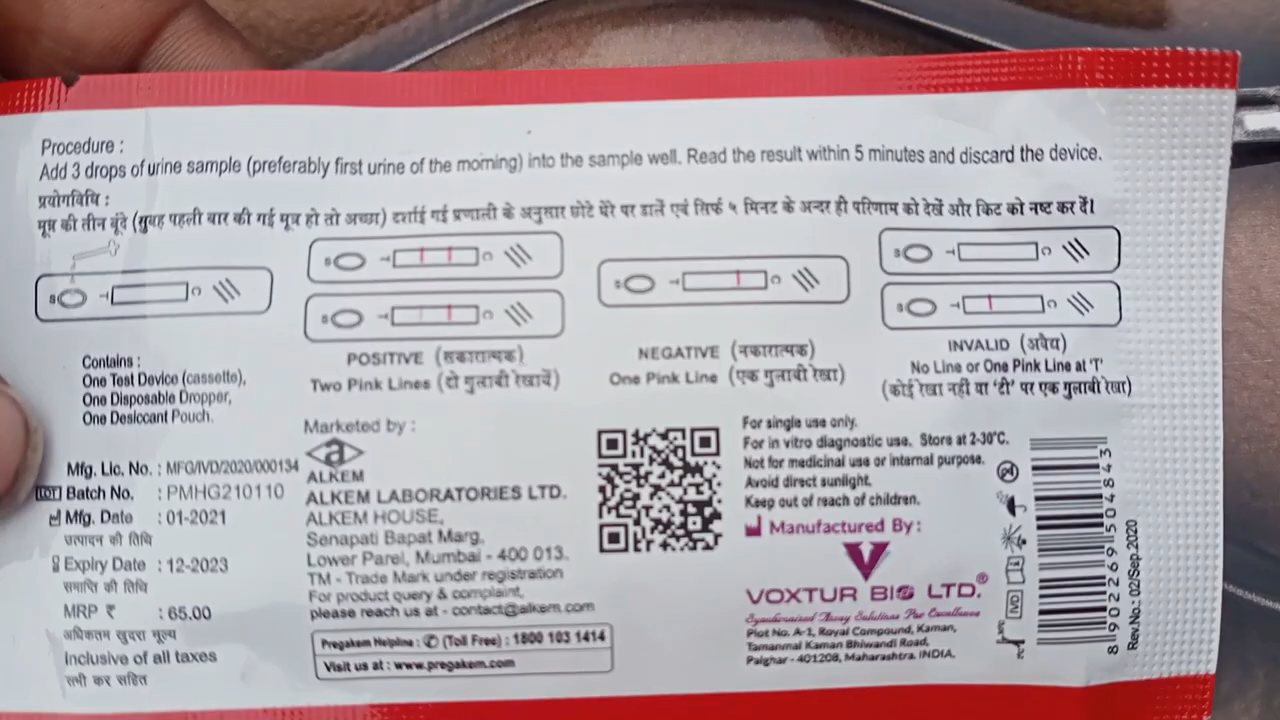 Procedure :
Add 3 drops of urine sample (preferably first urine of the morning) into the sample well. Read the result within 5 minutes and discard the device.
प्रयोगविधि :
मूत्र की तीन बूंदे (सुबह पहली बार की गई मूत्र हो तो अच्छा) दर्शाई गई प्रणाली के अनुसार छोटे घेरे पर डालें एवं सिर्फ ५ मिनट के अन्दर ही परिणाम को देखें और किट को नष्ट कर दें।
S T C
S T C
S T C
S T C
S T C
S T C
POSITIVE (सकारात्मक)
Two Pink Lines (दो गुलाबी रेखायें)
NEGATIVE (नकारात्मक)
One Pink Line (एक गुलाबी रेखा)
INVALID (अवैध)
No Line or One Pink Line at 'T'
(कोई रेखा नहीं या 'टी' पर एक गुलाबी रेखा)
Contains :
One Test Device (cassette),
One Disposable Dropper,
One Desiccant Pouch.
Mfg. Lic. No. : MFG/IVD/2020/000134
LOT Batch No. : PMHG210110
Mfg. Date : 01-2021
उत्पादन की तिथि
Expiry Date : 12-2023
समाप्ति की तिथि
MRP ₹ : 65.00
अधिकतम खुदरा मूल्य
Inclusive of all taxes
सभी कर सहित
Marketed by :
a
ALKEM
ALKEM LABORATORIES LTD.
ALKEM HOUSE,
Senapati Bapat Marg,
Lower Parel, Mumbai - 400 013.
TM - Trade Mark under registration
For product query & complaint,
please reach us at - contact@alkem.com
Pregakem Helpline : (Toll Free) : 1800 103 1414
Visit us at : www.pregakem.com
For single use only.
For in vitro diagnostic use. Store at 2-30°C.
Not for medicinal use or internal purpose.
Avoid direct sunlight.
Keep out of reach of children.
Manufactured By :
VOXTUR BIO LTD.®
Synchronised Assay Solutions Par Excellence
Plot No. A-1, Royal Compound, Kaman,
Tamanmal Kaman Bhiwandi Road,
Palghar - 401208, Maharashtra. INDIA.
IVD
8 902269 504843
Rev.No.: 02/Sep.2020